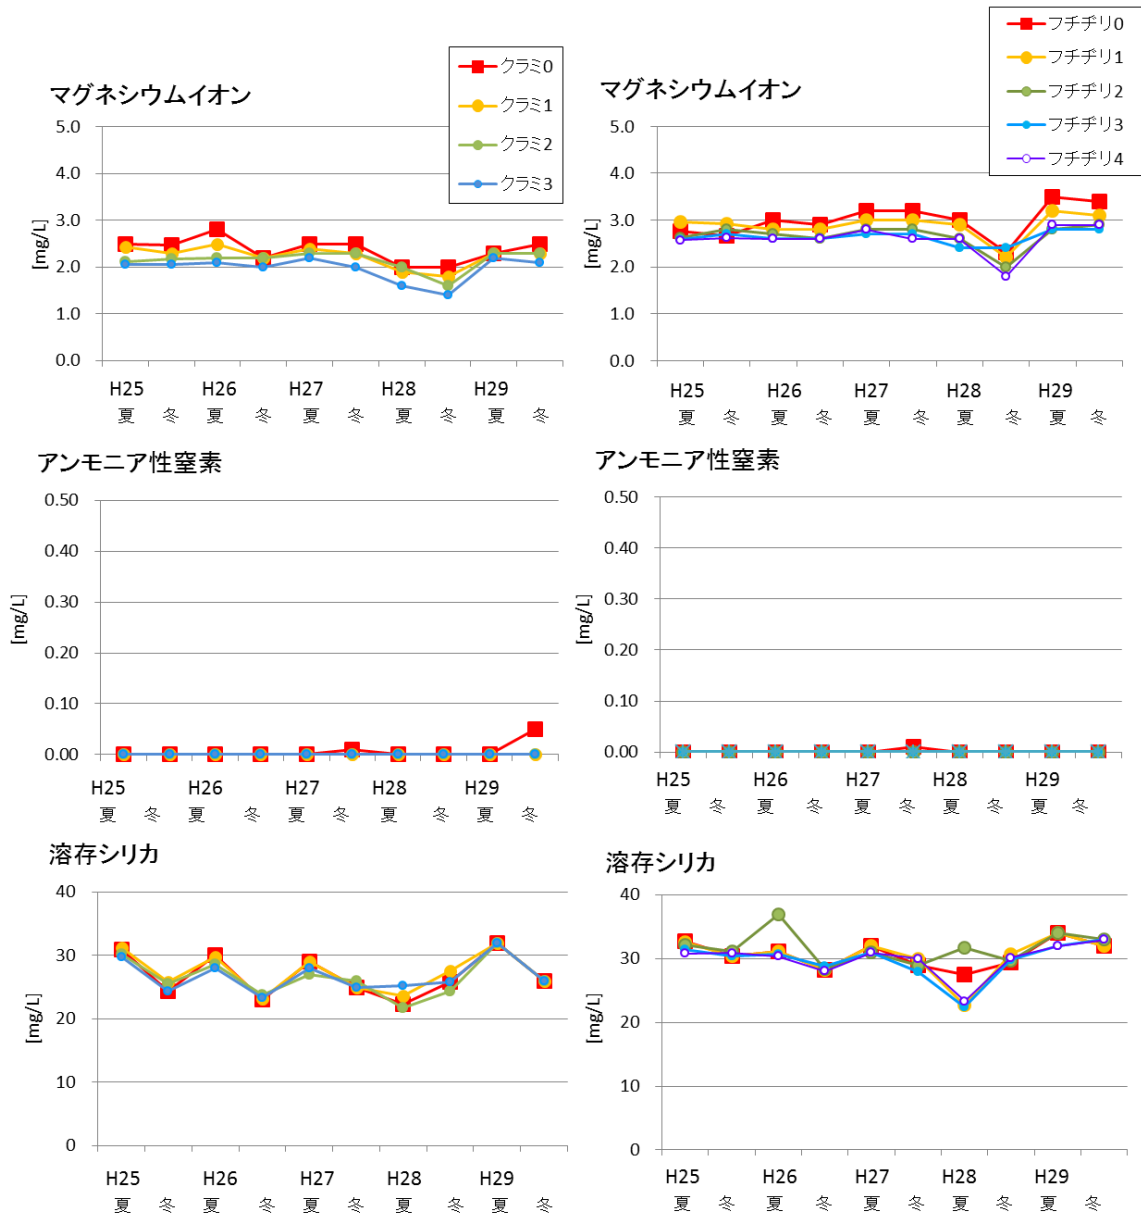 クラミ0
クラミ1
クラミ2
クラミ3
マグネシウムイオン
[mg/L]
5.0
4.0
3.0
2.0
1.0
0.0
H25 H26 H27 H28 H29
夏 冬 夏 冬 夏 冬 夏 冬 夏 冬
フチヂリ0
フチヂリ1
フチヂリ2
フチヂリ3
フチヂリ4
マグネシウムイオン
[mg/L]
5.0
4.0
3.0
2.0
1.0
0.0
H25 H26 H27 H28 H29
夏 冬 夏 冬 夏 冬 夏 冬 夏 冬
アンモニア性窒素
[mg/L]
0.50
0.40
0.30
0.20
0.10
0.00
H25 H26 H27 H28 H29
夏 冬 夏 冬 夏 冬 夏 冬 夏 冬
アンモニア性窒素
[mg/L]
0.50
0.40
0.30
0.20
0.10
0.00
H25 H26 H27 H28 H29
夏 冬 夏 冬 夏 冬 夏 冬 夏 冬
溶存シリカ
[mg/L]
40
30
20
10
0
H25 H26 H27 H28 H29
夏 冬 夏 冬 夏 冬 夏 冬 夏 冬
溶存シリカ
[mg/L]
40
30
20
10
0
H25 H26 H27 H28 H29
夏 冬 夏 冬 夏 冬 夏 冬 夏 冬